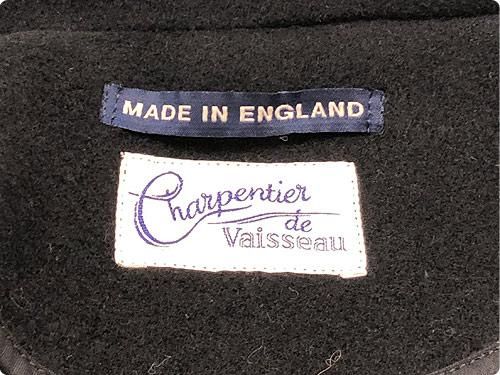 MADE IN ENGLAND
Charpentier
de
Vaisseau